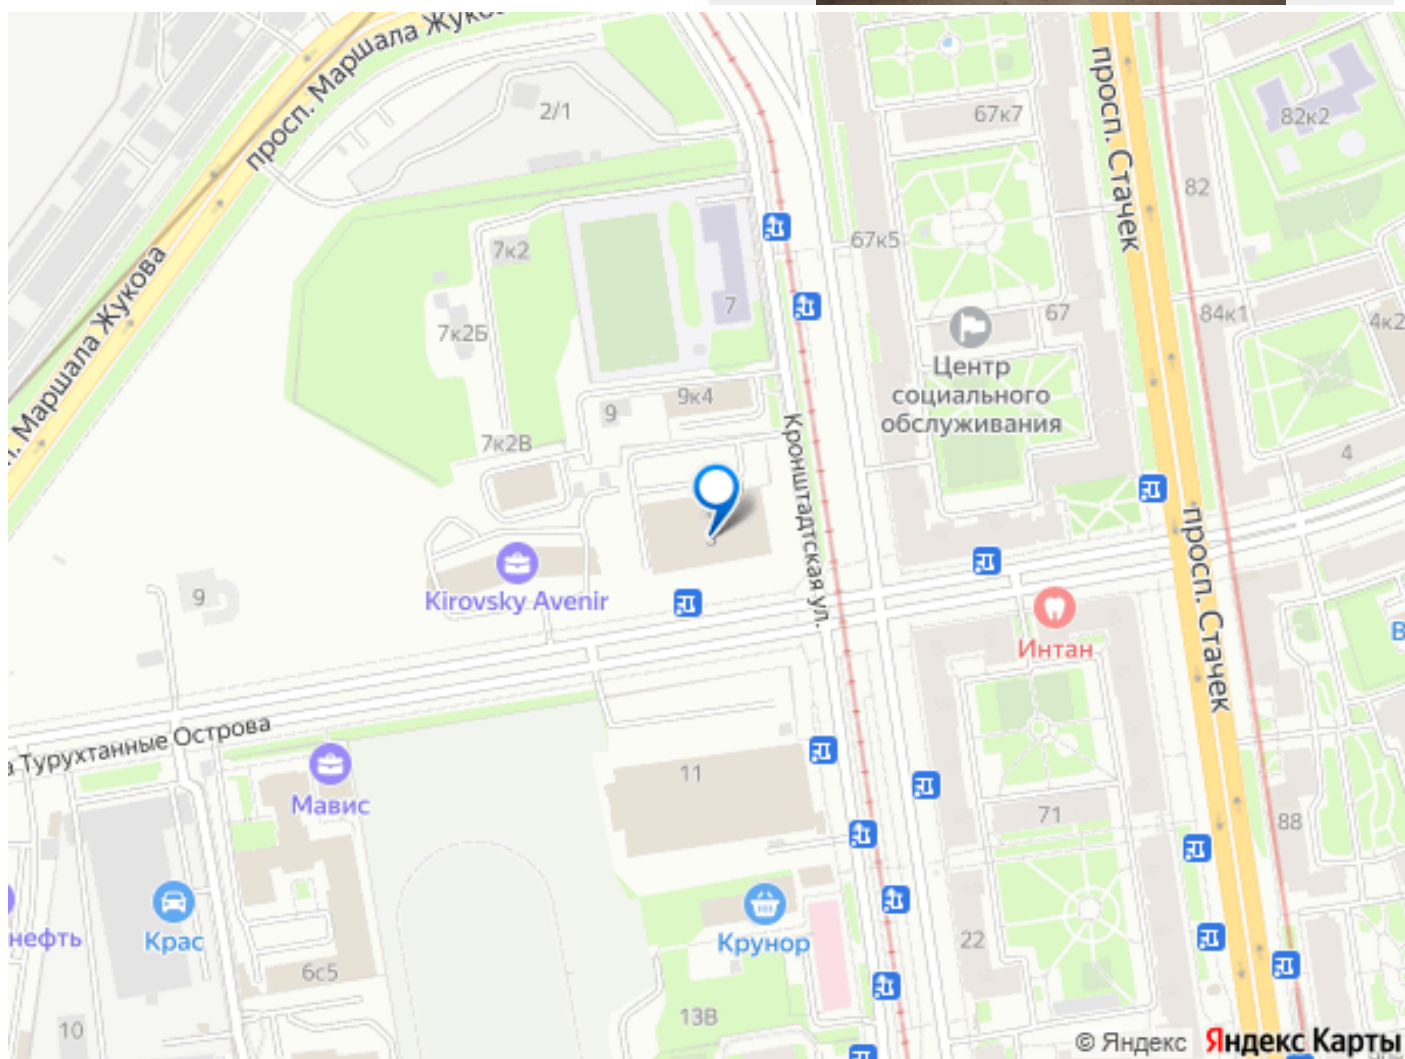 просп. Маршала Жукова
2/1
67к7
просп. Стачек
82к2
82
67к5
7к2
7
7к2Б
67
84к1
4к2
Центр
социального
обслуживания
Маршала Жукова
9к4
9
7к2В
Кронштадтская ул.
4
просп. Стачек
Kirovsky Avenir
9
Интан
Турухтанные Острова
Мавис
11
71
88
нефть
Крас
Крунор
22
6с5
13В
10
© Яндекс Яндекс Карты